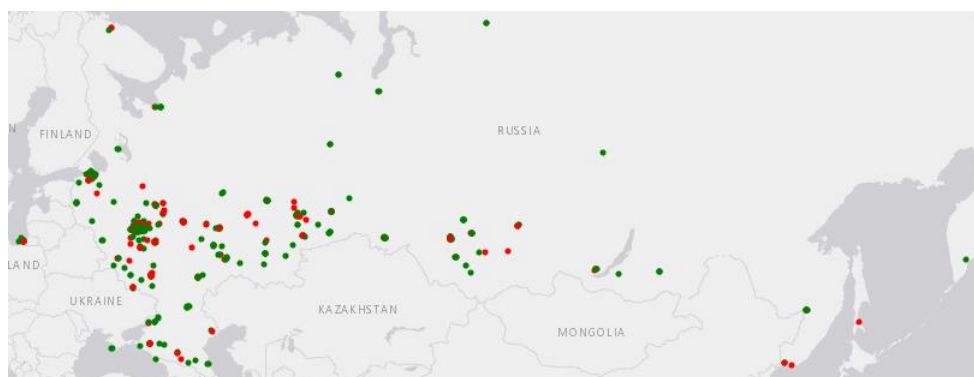 N
FINLAND
RUSSIA
LAND
UKRAINE
KAZAKHSTAN
MONGOLIA